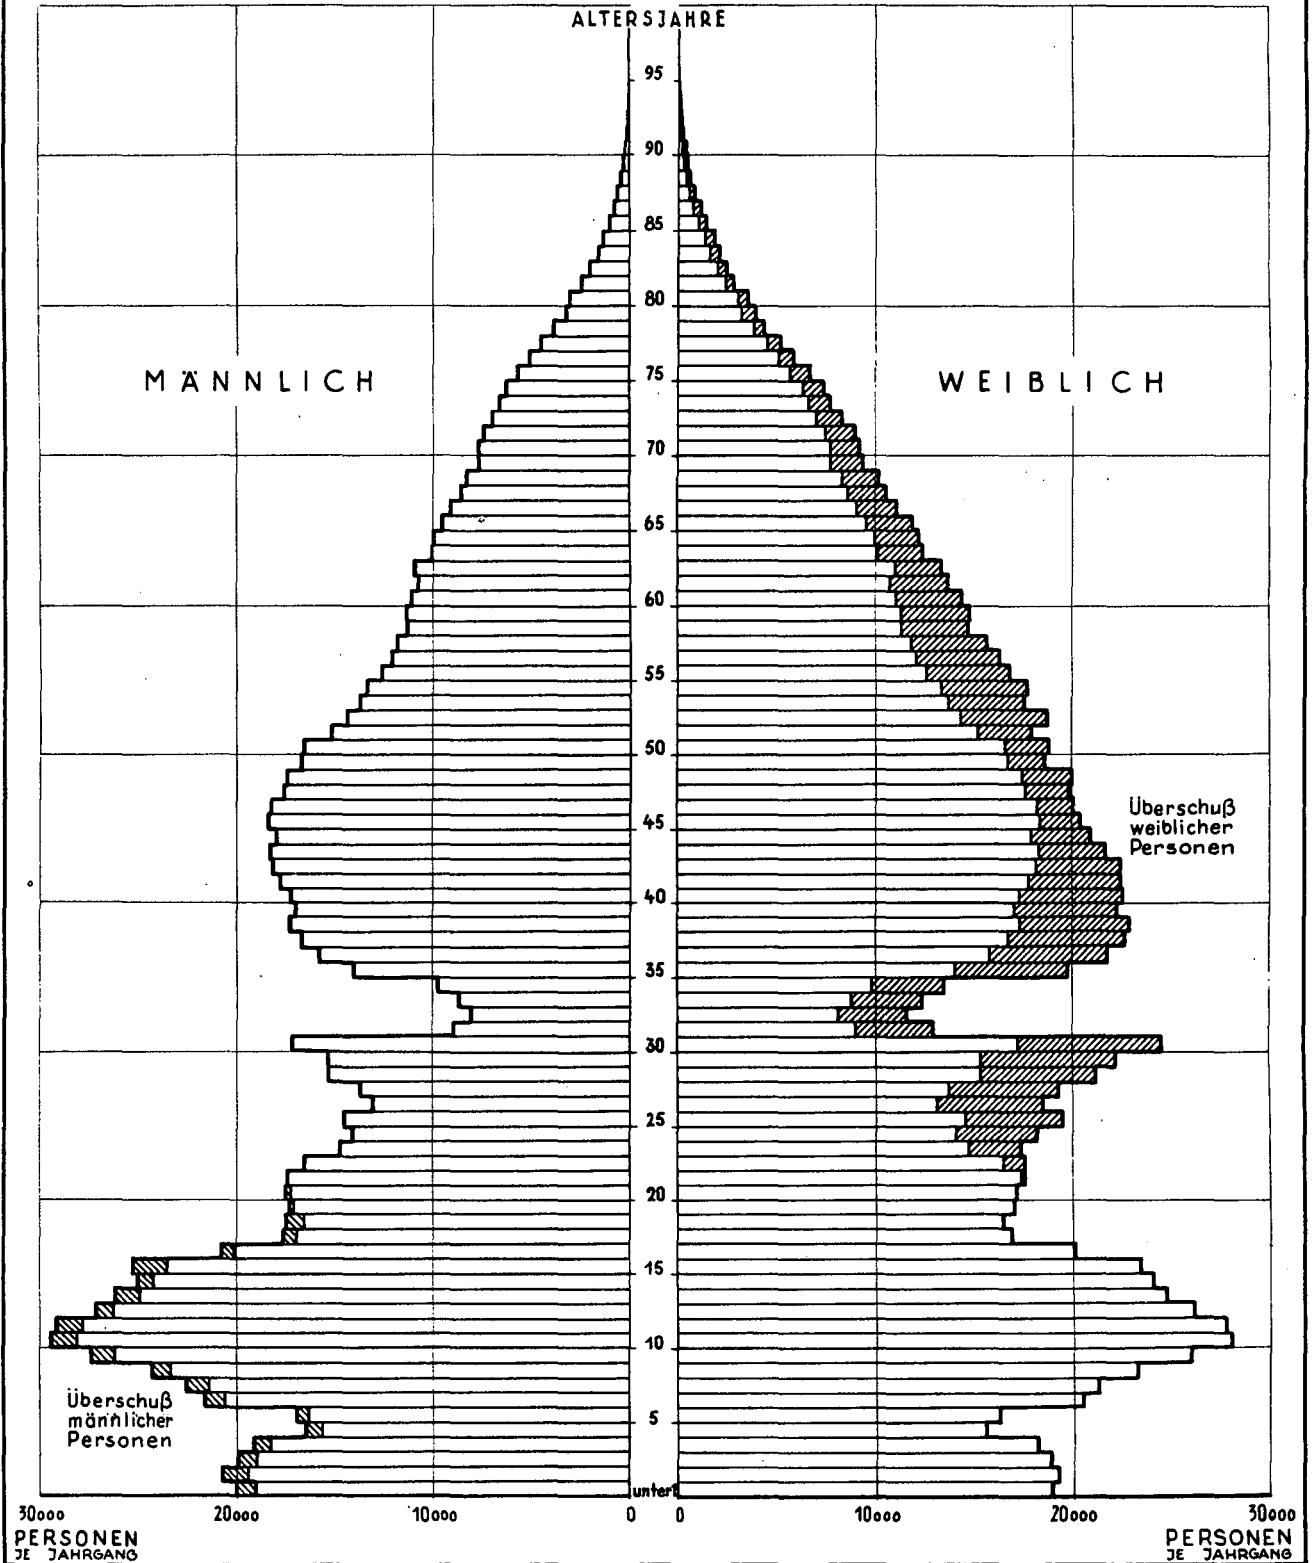 ALTERSJAHRE
95
90
85
80
MÄNNLICH
75
WEIBLICH
70
65
60
55
50
45
Überschuß
weiblicher
Personen
40
35
30
25
20
15
10
Überschuß
männlicher
Personen
5
unter 1
30000 20000 10000 0 0 10000 20000 30000
PERSONEN
JE JAHRGANG
PERSONEN
JE JAHRGANG